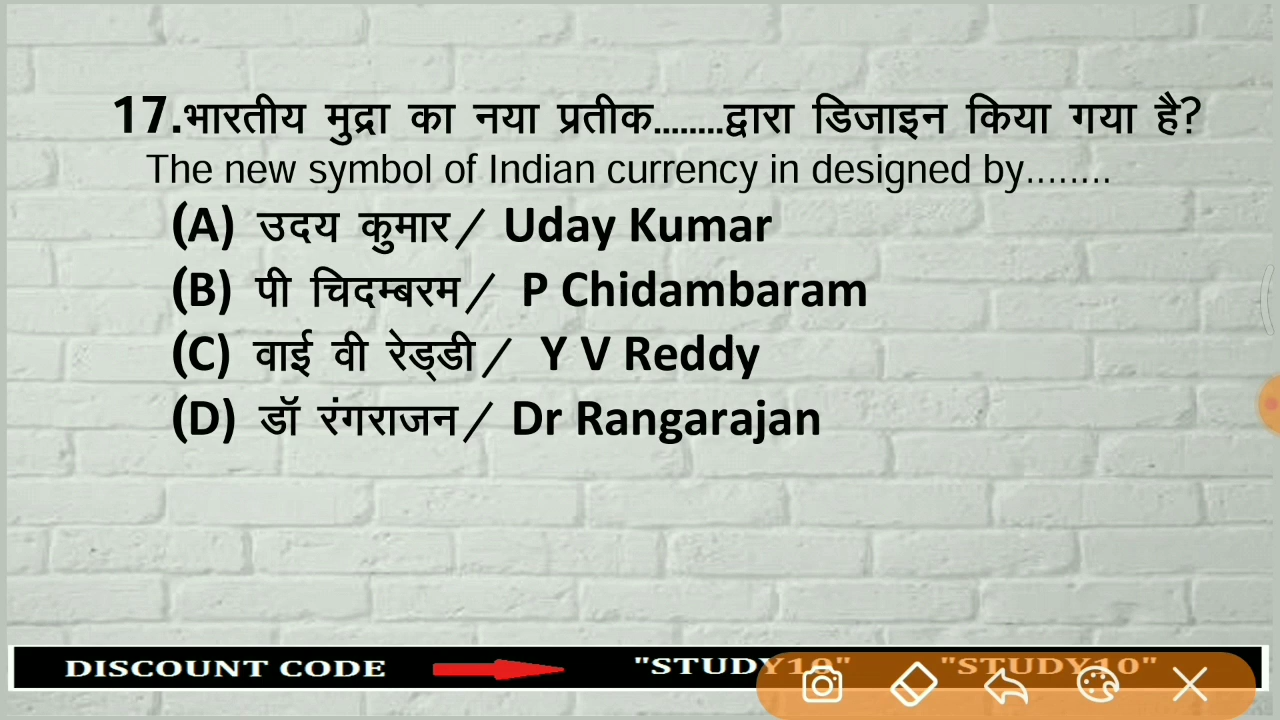 17.भारतीय मुद्रा का नया प्रतीक........द्वारा डिजाइन किया गया है?
The new symbol of Indian currency in designed by........
(A) उदय कुमार/ Uday Kumar
(B) पी चिदम्बरम/ P Chidambaram
(C) वाई वी रेड्डी/ Y V Reddy
(D) डॉ रंगराजन/ Dr Rangarajan
DISCOUNT CODE "STUDY10" "STUDY10"